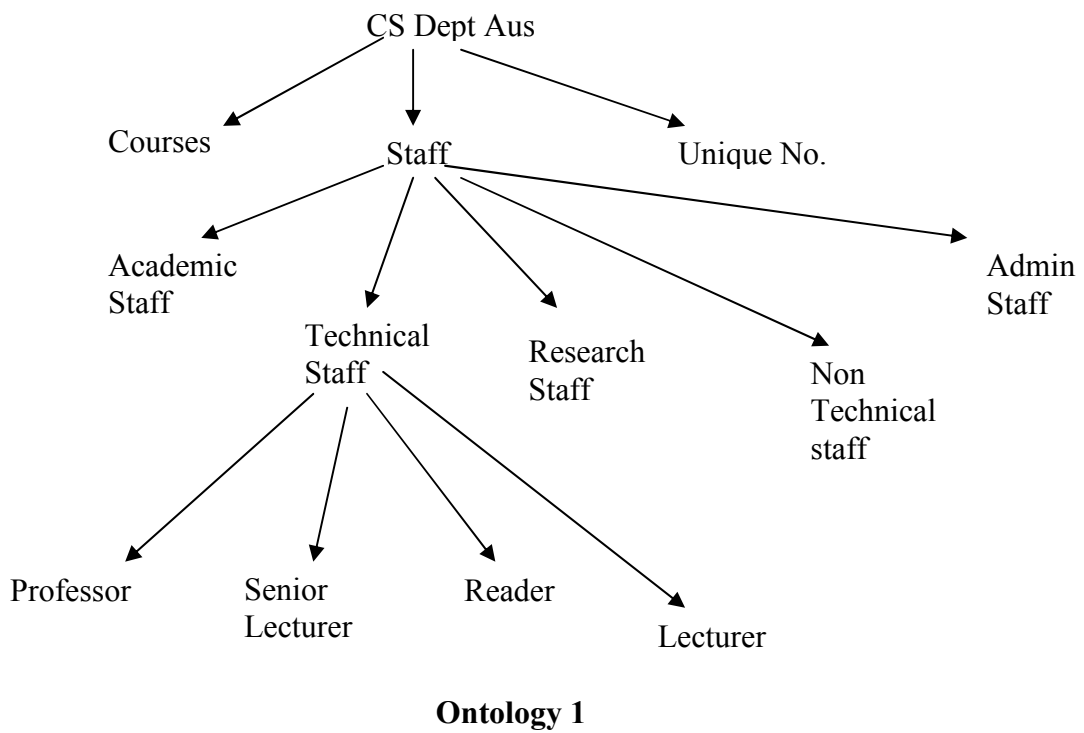 CS Dept Aus
Courses
Staff
Unique No.
Academic
Staff
Admin
Staff
Technical
Staff
Research
Staff
Non
Technical
staff
Professor
Senior
Lecturer
Reader
Lecturer
Ontology 1